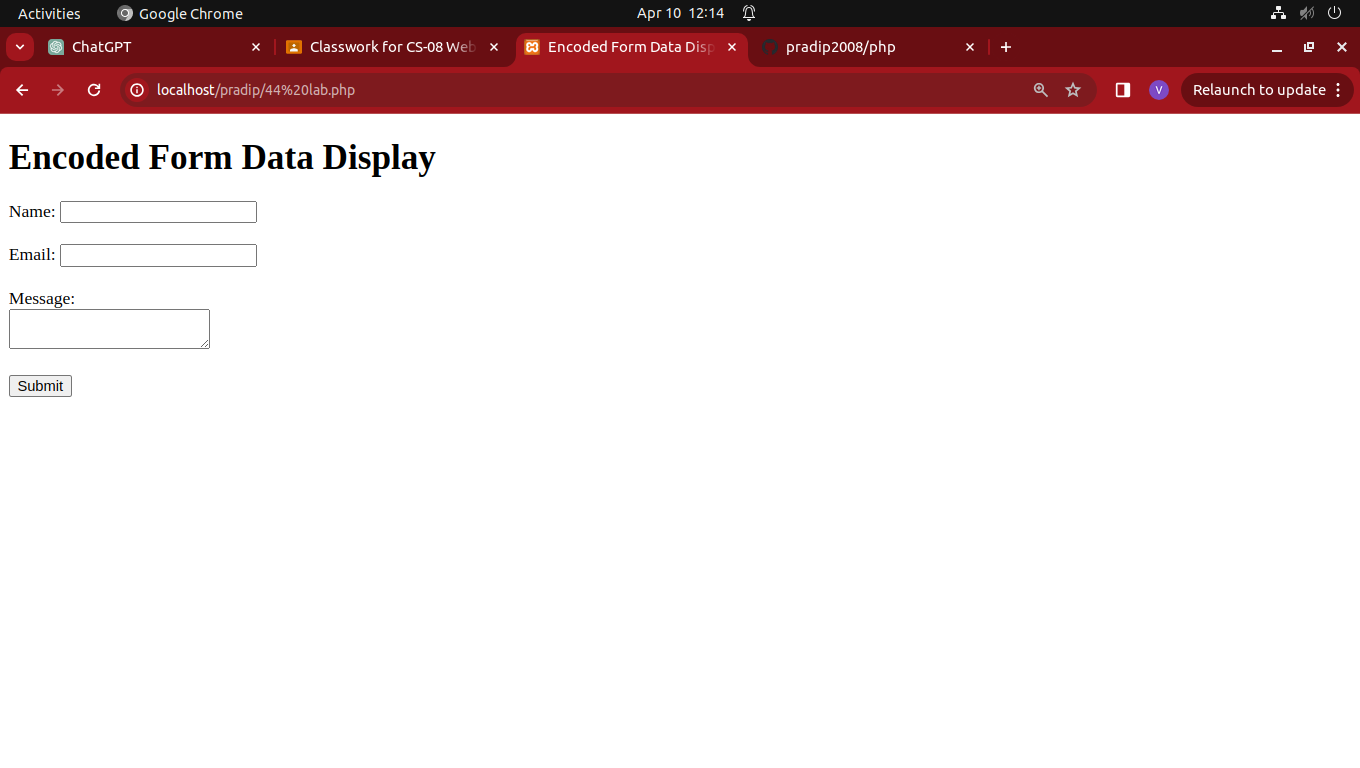 Activities Google Chrome Apr 10 12:14
ChatGPT Classwork for CS-08 Web Encoded Form Data Disp pradip2008/php
localhost/pradip/44%20lab.php V Relaunch to update
Encoded Form Data Display
Name:
Email:
Message:
Submit